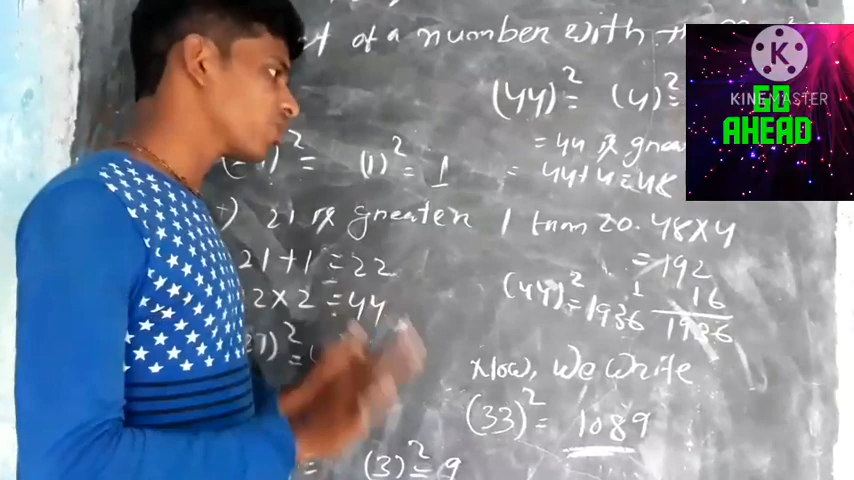 of a number with
(44)² = (4)² =
= 44 is
= 44+4=48
(1)² = 1
21 is greater 1 than 20. 48×4
21+1 = 22
= 192
2×2 = 44
16
(44)² = 1936 1936
Now, we write
(33)² = 1089
(3)² = 9
KINEMASTER
GO
AHEAD